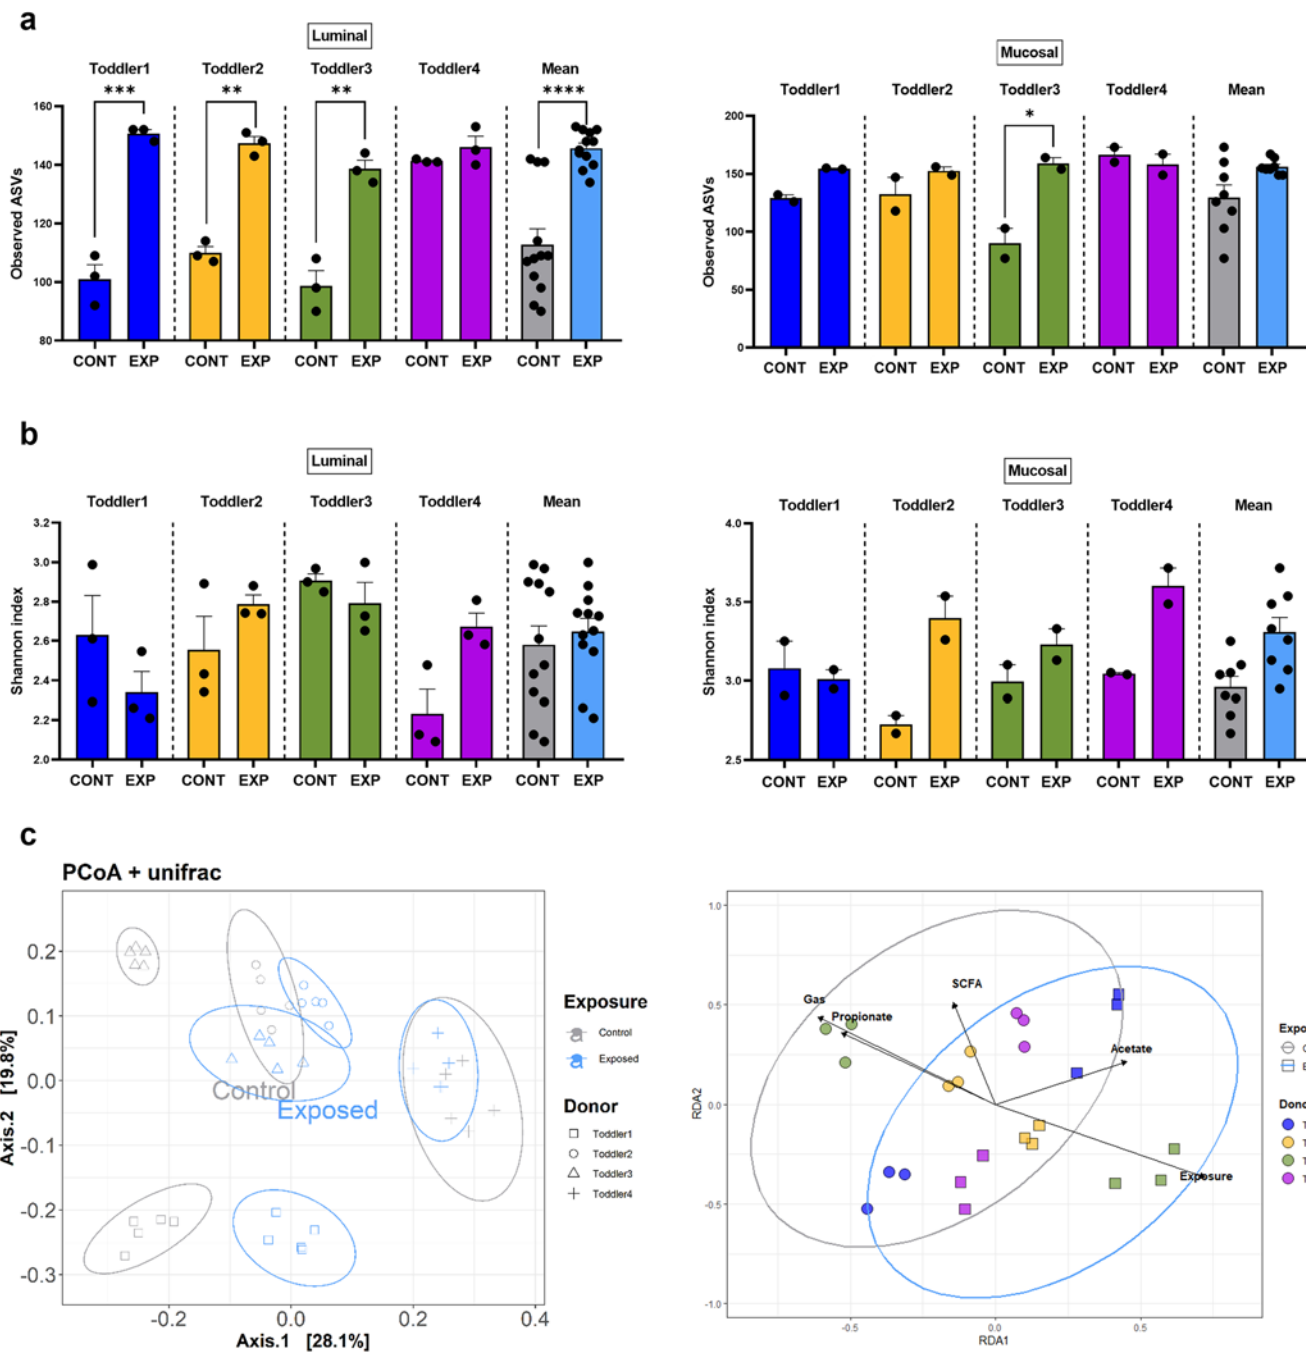 a
Luminal
Toddler1 Toddler2 Toddler3 Toddler4 Mean
*** ** ** ****
Observed ASVs
160
140
120
100
80
CONT EXP CONT EXP CONT EXP CONT EXP CONT EXP
Mucosal
Toddler1 Toddler2 Toddler3 Toddler4 Mean
*
Observed ASVs
200
150
100
50
0
CONT EXP CONT EXP CONT EXP CONT EXP CONT EXP
b
Luminal
Toddler1 Toddler2 Toddler3 Toddler4 Mean
Shannon index
3.2
3.0
2.8
2.6
2.4
2.2
2.0
CONT EXP CONT EXP CONT EXP CONT EXP CONT EXP
Mucosal
Toddler1 Toddler2 Toddler3 Toddler4 Mean
Shannon index
4.0
3.5
3.0
2.5
CONT EXP CONT EXP CONT EXP CONT EXP CONT EXP
c
PCoA + unifrac
Axis.2 [19.8%]
0.2
0.1
0.0
-0.1
-0.2
-0.3
Control
Exposed
-0.2 0.0 0.2 0.4
Axis.1 [28.1%]
Exposure
a Control
a Exposed
Donor
Toddler1
Toddler2
Toddler3
Toddler4
RDA2
1.0
0.5
0.0
-0.5
-1.0
SCFA
Gas
Propionate
Acetate
Exposure
-0.5 0.0 0.5
RDA1
Expo
Dono
T
T
T
T